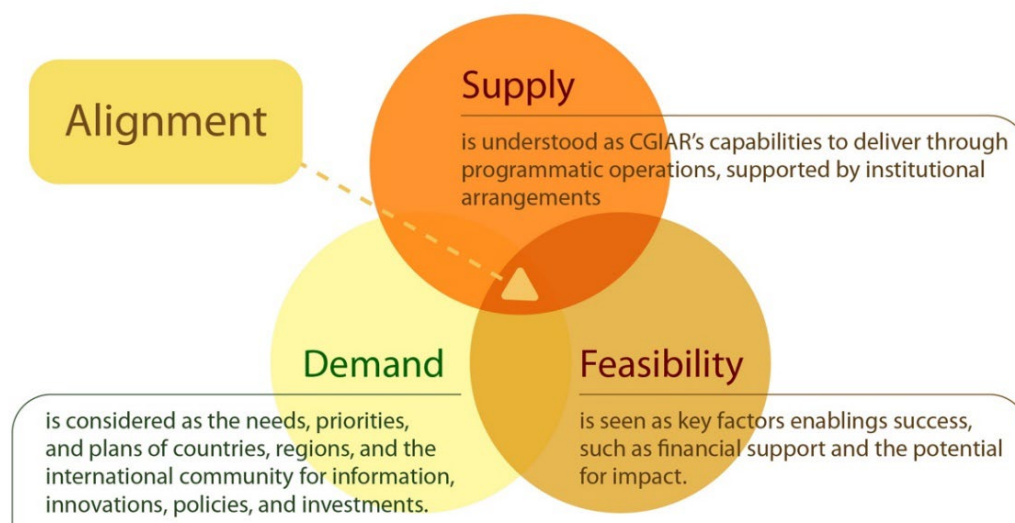 Alignment
Supply
is understood as CGIAR's capabilities to deliver through
programmatic operations, supported by institutional
arrangements
Demand
is considered as the needs, priorities,
and plans of countries, regions, and the
international community for information,
innovations, policies, and investments.
Feasibility
is seen as key factors enablings success,
such as financial support and the potential
for impact.